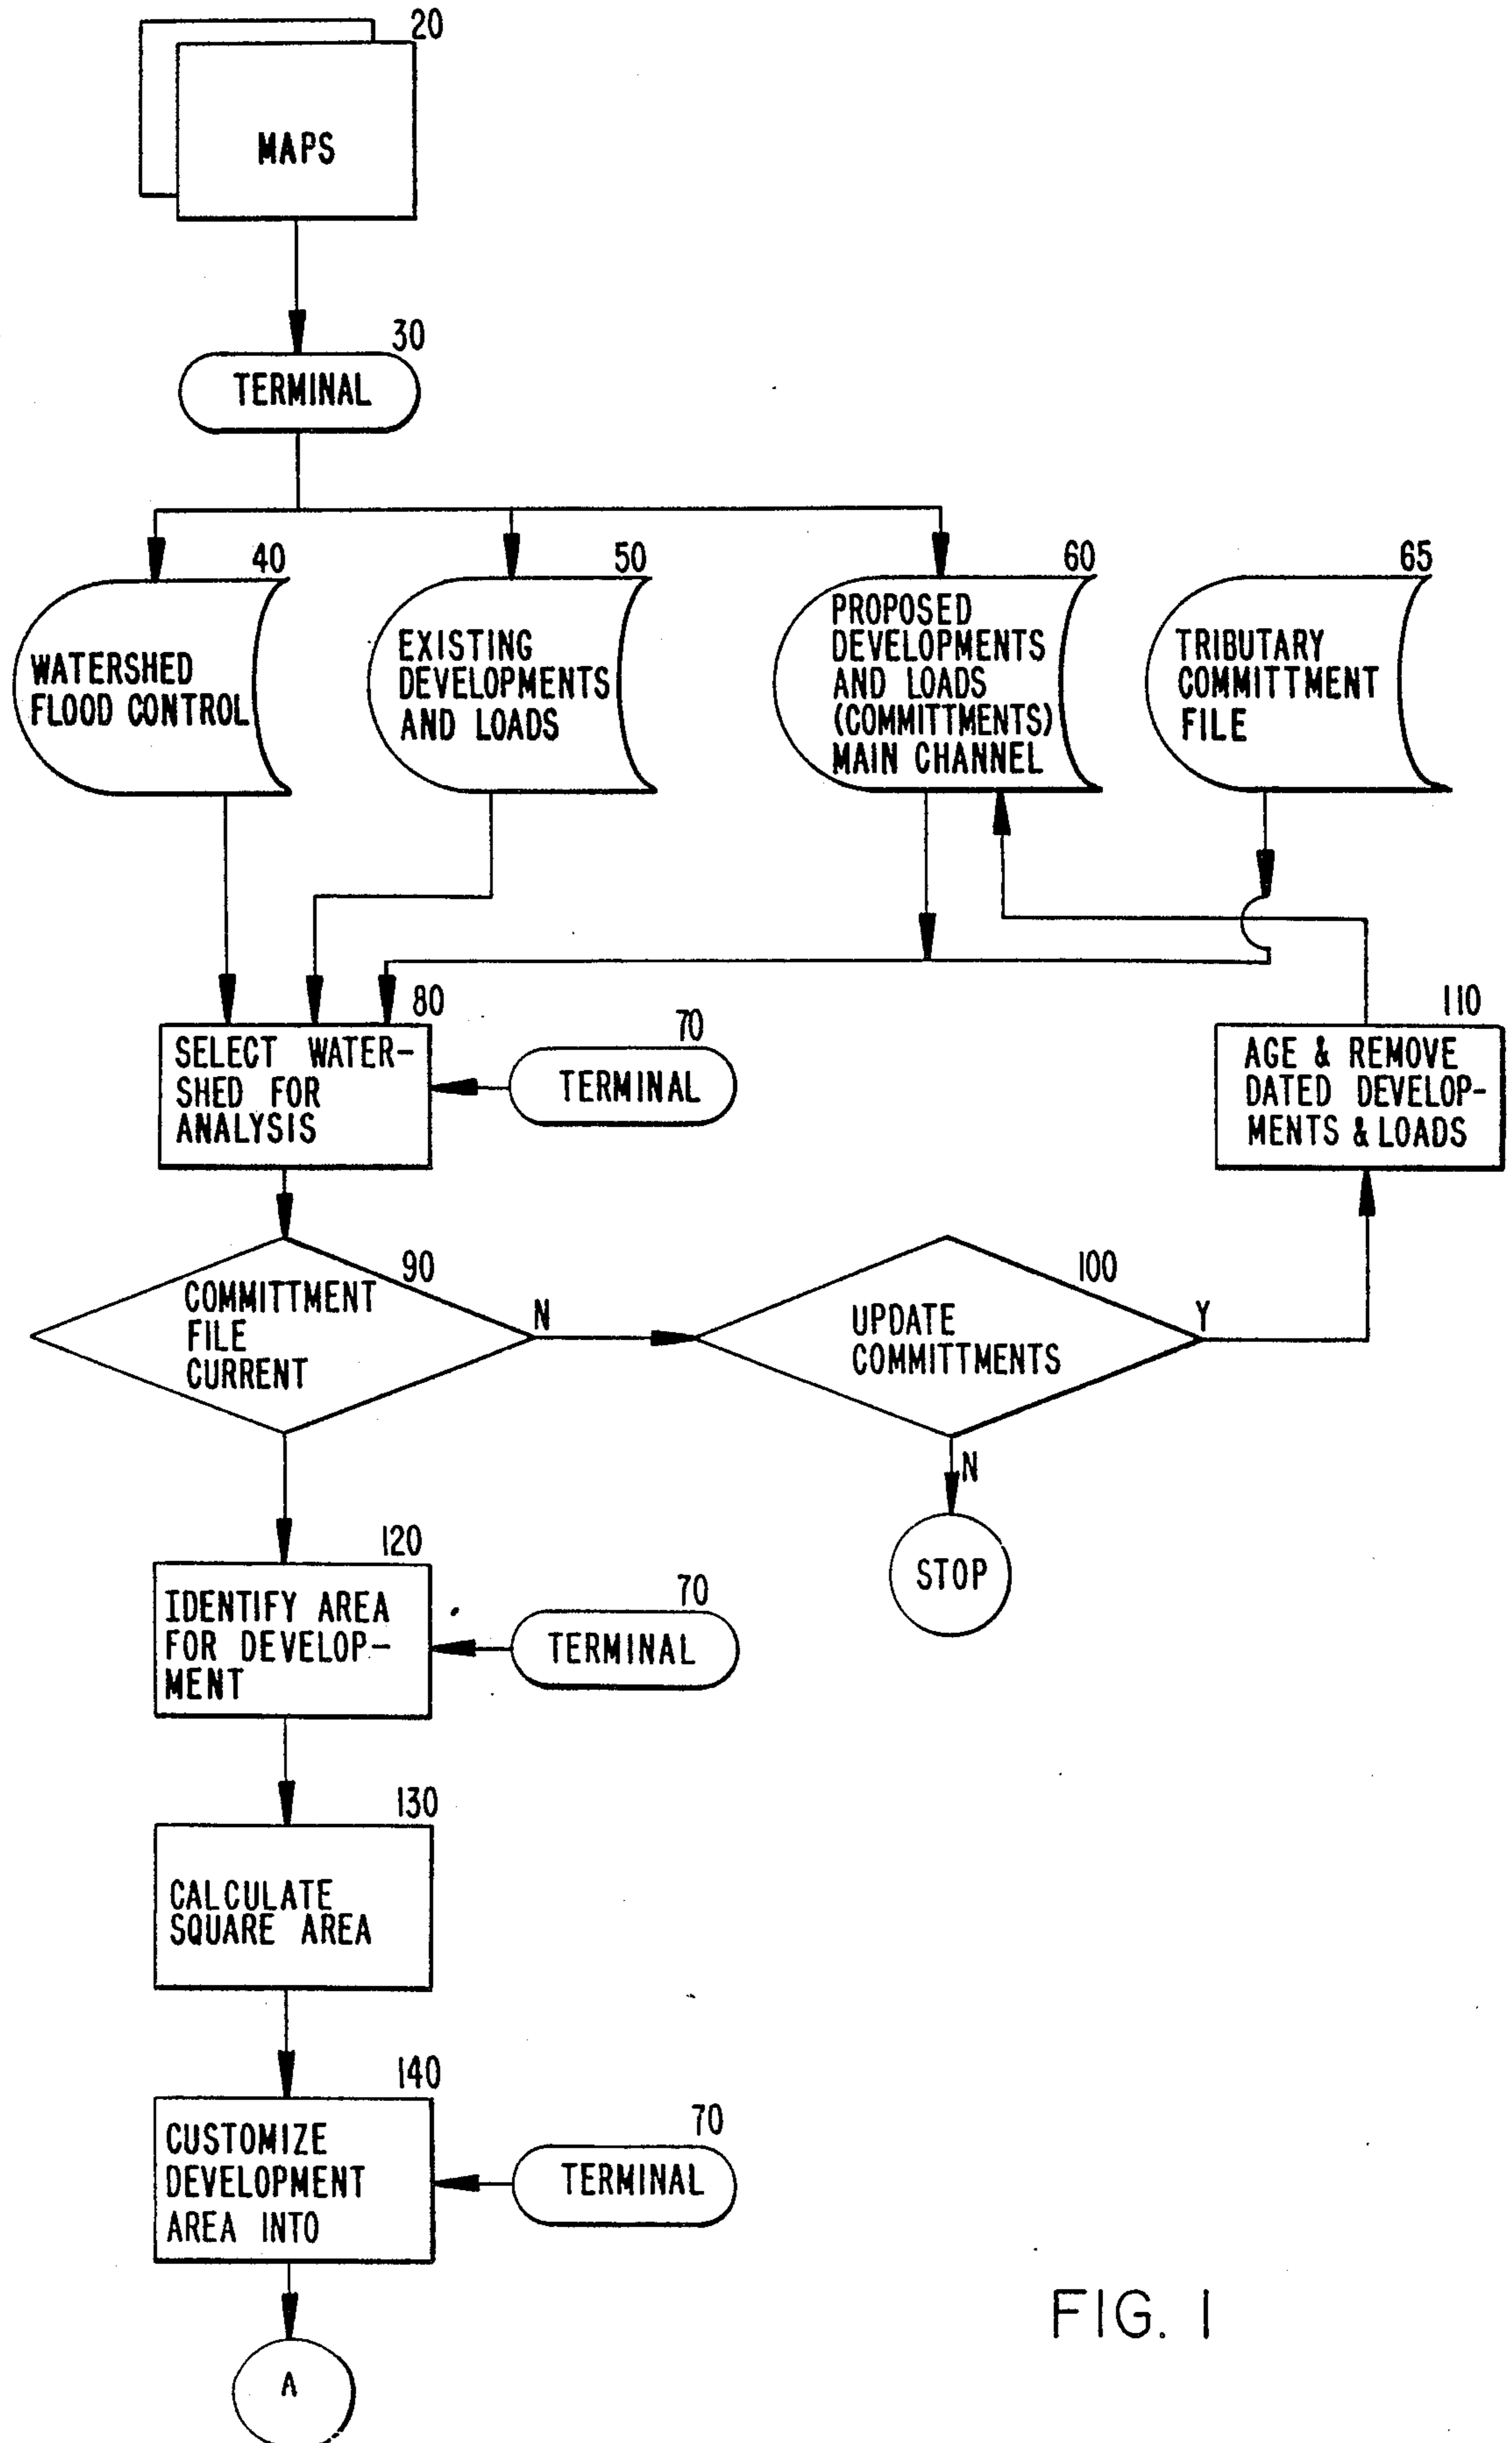 20
MAPS
30
TERMINAL
40
WATERSHED
FLOOD CONTROL
50
EXISTING
DEVELOPMENTS
AND LOADS
60
PROPOSED
DEVELOPMENTS
AND LOADS
(COMMITTMENTS)
MAIN CHANNEL
65
TRIBUTARY
COMMITTMENT
FILE
80
SELECT WATER-
SHED FOR
ANALYSIS
70
TERMINAL
110
AGE & REMOVE
DATED DEVELOP-
MENTS & LOADS
90
COMMITTMENT
FILE
CURRENT
N
100
UPDATE
COMMITTMENTS
Y
N
STOP
120
IDENTIFY AREA
FOR DEVELOP-
MENT
70
TERMINAL
130
CALCULATE
SQUARE AREA
140
CUSTOMIZE
DEVELOPMENT
AREA INTO
70
TERMINAL
A
FIG. 1